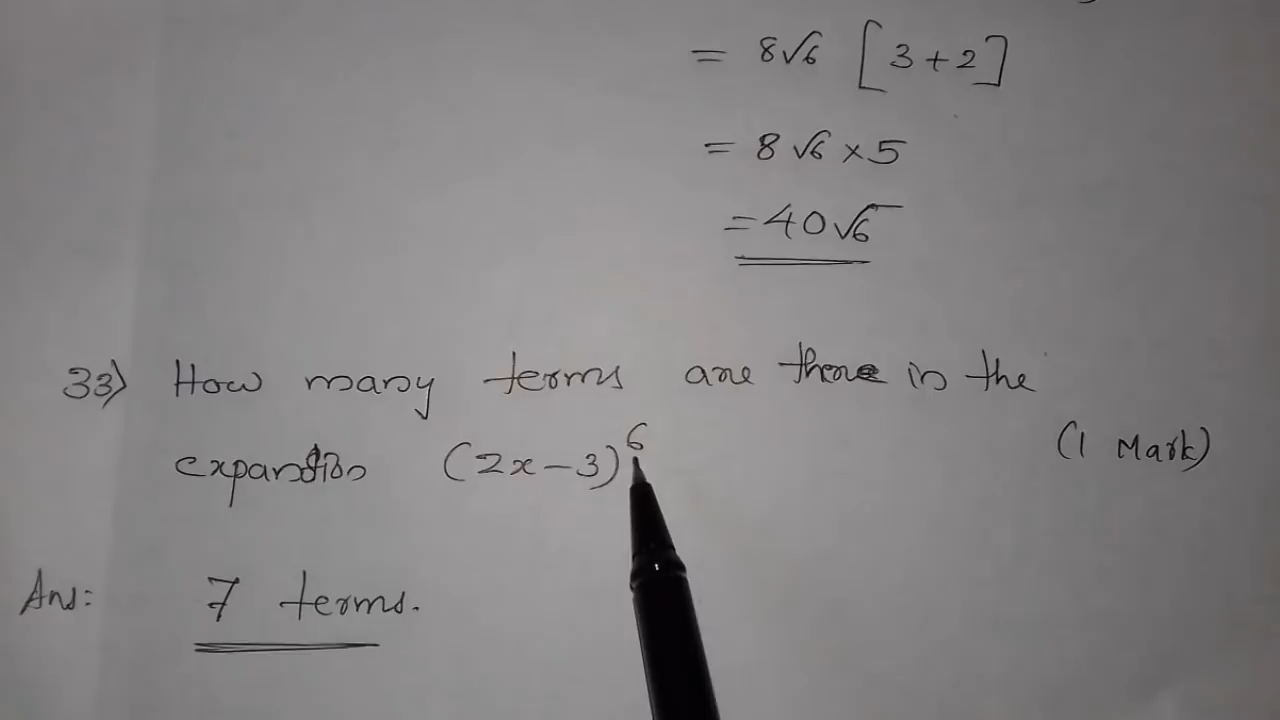 = 8√6 [3+2]
= 8√6 × 5
= 40√6
33) How many terms are there in the
expansion (2x-3)^6 (1 Mark)
Ans: 7 terms.